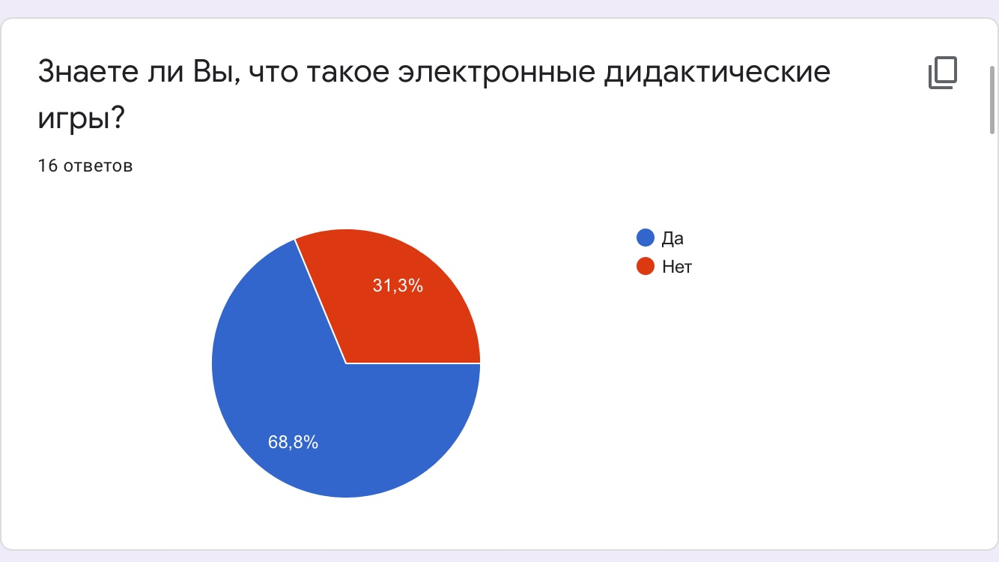 Знаете ли Вы, что такое электронные дидактические
игры?
16 ответов
Да
Нет
31,3%
68,8%